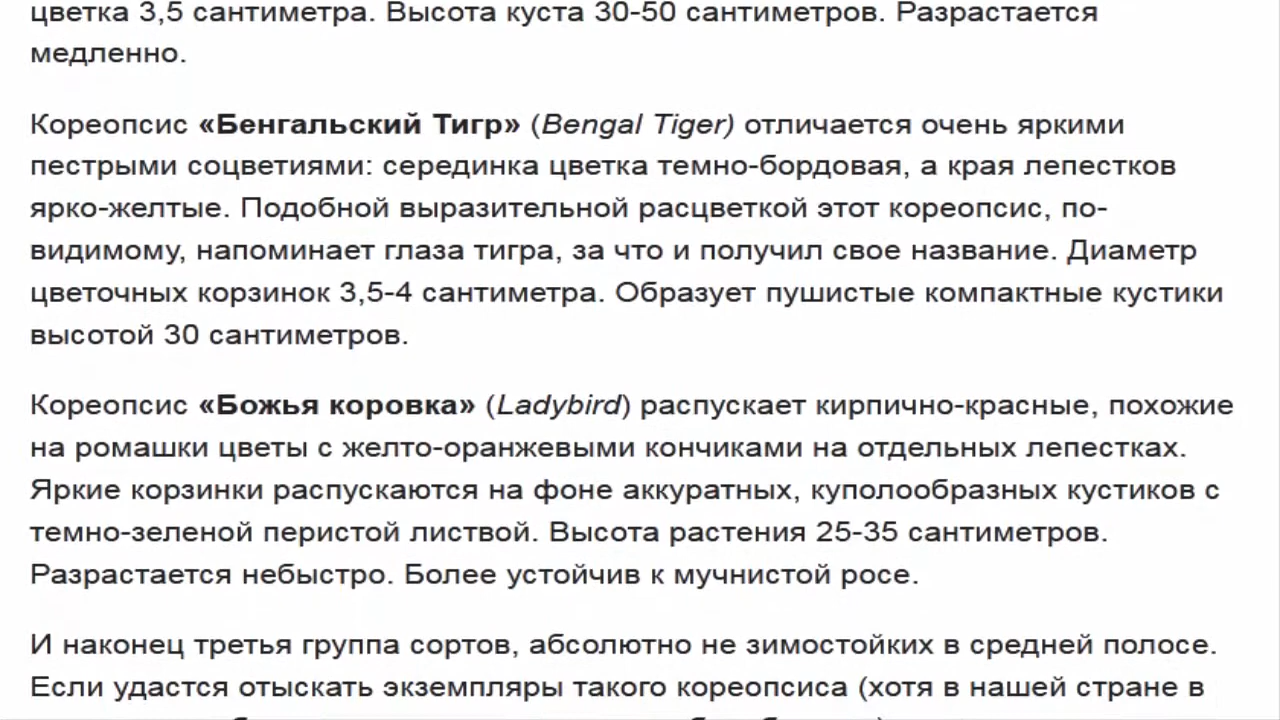 цветка 3,5 сантиметра. Высота куста 30-50 сантиметров. Разрастается
медленно.
Кореопсис «Бенгальский Тигр» (Bengal Tiger) отличается очень яркими
пестрыми соцветиями: серединка цветка темно-бордовая, а края лепестков
ярко-желтые. Подобной выразительной расцветкой этот кореопсис, по-
видимому, напоминает глаза тигра, за что и получил свое название. Диаметр
цветочных корзинок 3,5-4 сантиметра. Образует пушистые компактные кустики
высотой 30 сантиметров.
Кореопсис «Божья коровка» (Ladybird) распускает кирпично-красные, похожие
на ромашки цветы с желто-оранжевыми кончиками на отдельных лепестках.
Яркие корзинки распускаются на фоне аккуратных, куполообразных кустиков с
темно-зеленой перистой листвой. Высота растения 25-35 сантиметров.
Разрастается небыстро. Более устойчив к мучнистой росе.
И наконец третья группа сортов, абсолютно не зимостойких в средней полосе.
Если удастся отыскать экземпляры такого кореопсиса (хотя в нашей стране в